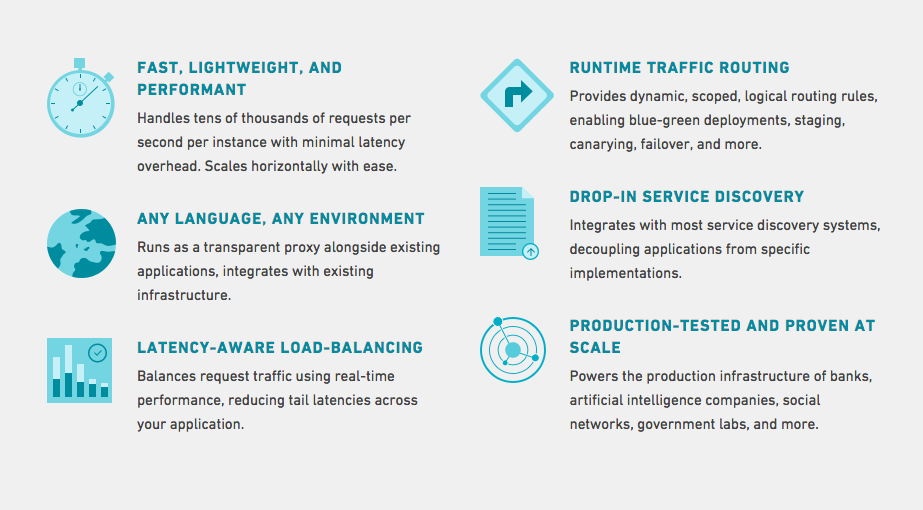 FAST, LIGHTWEIGHT, AND
PERFORMANT
Handles tens of thousands of requests per
second per instance with minimal latency
overhead. Scales horizontally with ease.
ANY LANGUAGE, ANY ENVIRONMENT
Runs as a transparent proxy alongside existing
applications, integrates with existing
infrastructure.
LATENCY-AWARE LOAD-BALANCING
Balances request traffic using real-time
performance, reducing tail latencies across
your application.
RUNTIME TRAFFIC ROUTING
Provides dynamic, scoped, logical routing rules,
enabling blue-green deployments, staging,
canarying, failover, and more.
DROP-IN SERVICE DISCOVERY
Integrates with most service discovery systems,
decoupling applications from specific
implementations.
PRODUCTION-TESTED AND PROVEN AT
SCALE
Powers the production infrastructure of banks,
artificial intelligence companies, social
networks, government labs, and more.